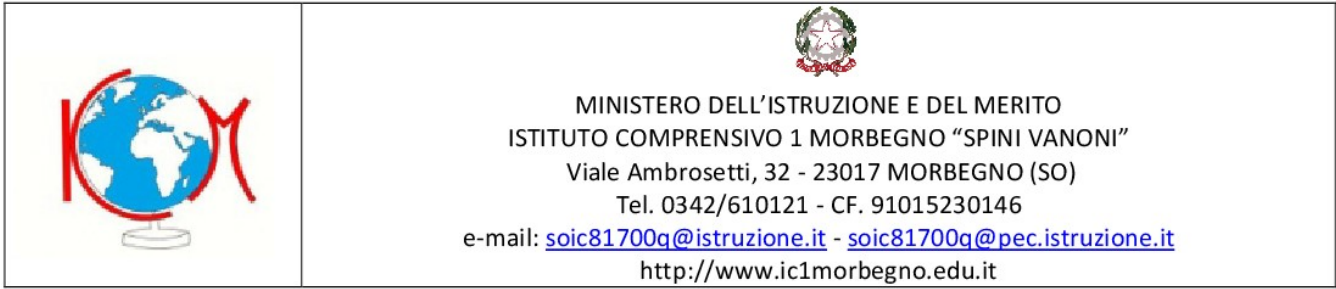 ICM
MINISTERO DELL'ISTRUZIONE E DEL MERITO
ISTITUTO COMPRENSIVO 1 MORBEGNO “SPINI VANONI”
Viale Ambrosetti, 32 - 23017 MORBEGNO (SO)
Tel. 0342/610121 - CF. 91015230146
e-mail: soic81700q@istruzione.it - soic81700q@pec.istruzione.it
http://www.ic1morbegno.edu.it